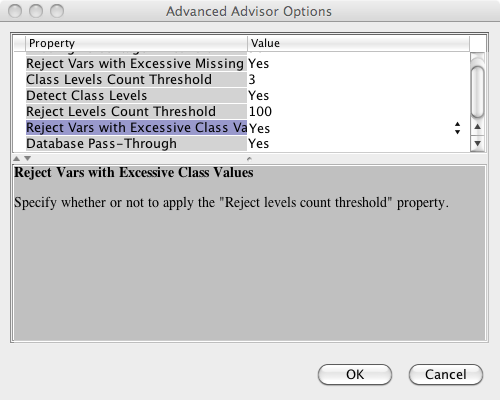 Advanced Advisor Options
Property Value
Reject Vars with Excessive Missing Yes
Class Levels Count Threshold 3
Detect Class Levels Yes
Reject Levels Count Threshold 100
Reject Vars with Excessive Class Va Yes
Database Pass-Through Yes
Reject Vars with Excessive Class Values
Specify whether or not to apply the "Reject levels count threshold" property.
OK Cancel